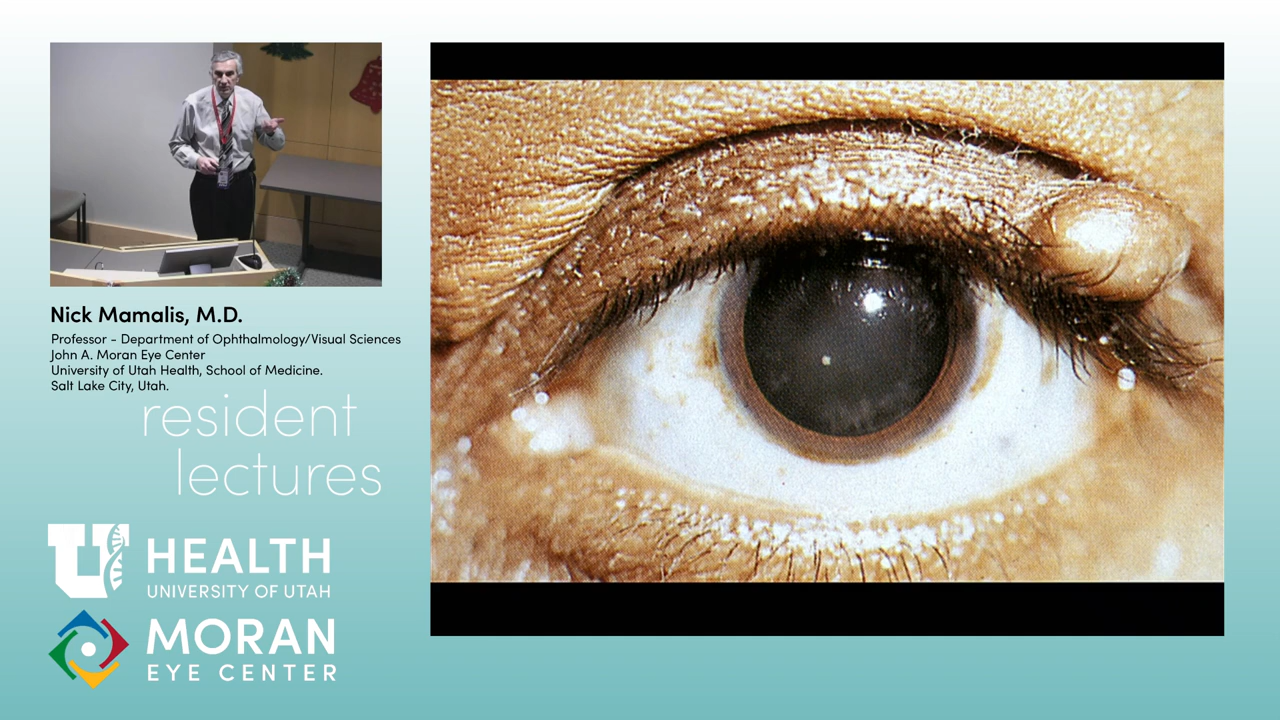 Nick Mamalis, M.D.
Professor - Department of Ophthalmology/Visual Sciences
John A. Moran Eye Center
University of Utah Health, School of Medicine.
Salt Lake City, Utah.
resident
lectures
U HEALTH
UNIVERSITY OF UTAH
MORAN
EYE CENTER